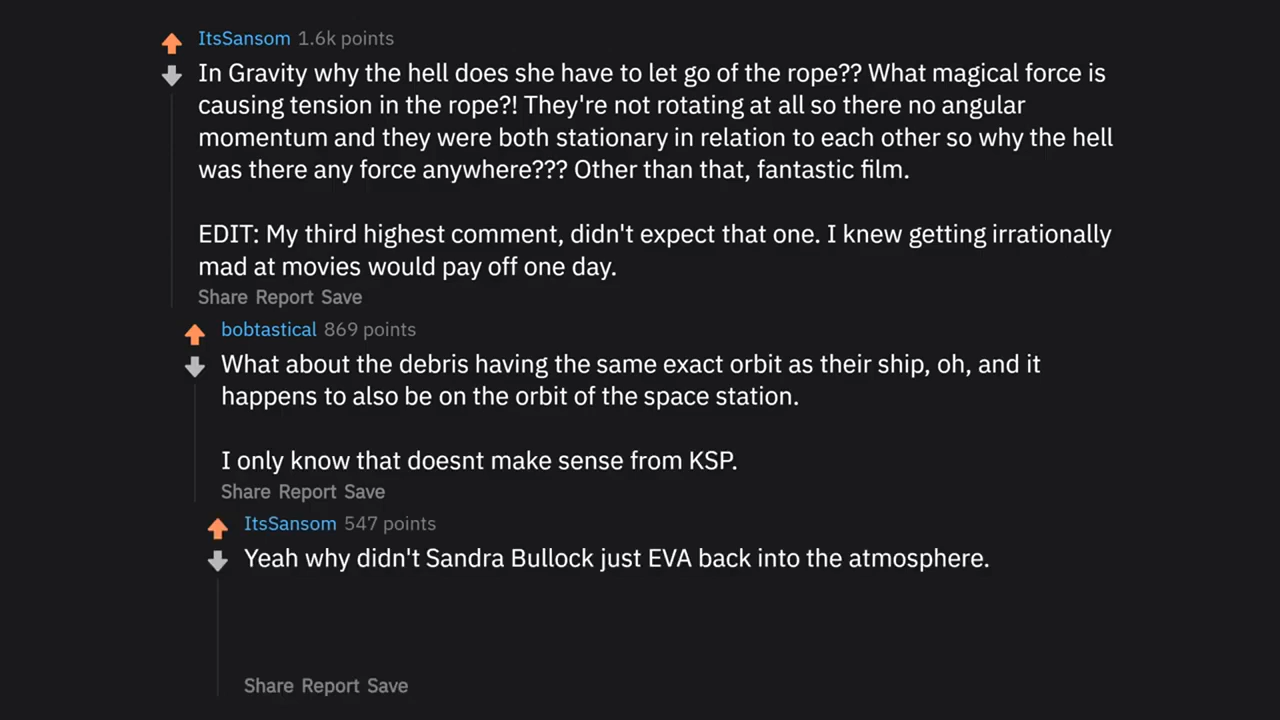 ItsSansom 1.6k points
In Gravity why the hell does she have to let go of the rope?? What magical force is
causing tension in the rope?! They're not rotating at all so there no angular
momentum and they were both stationary in relation to each other so why the hell
was there any force anywhere??? Other than that, fantastic film.
EDIT: My third highest comment, didn't expect that one. I knew getting irrationally
mad at movies would pay off one day.
Share Report Save
bobtastical 869 points
What about the debris having the same exact orbit as their ship, oh, and it
happens to also be on the orbit of the space station.
I only know that doesnt make sense from KSP.
Share Report Save
ItsSansom 547 points
Yeah why didn't Sandra Bullock just EVA back into the atmosphere.
Share Report Save